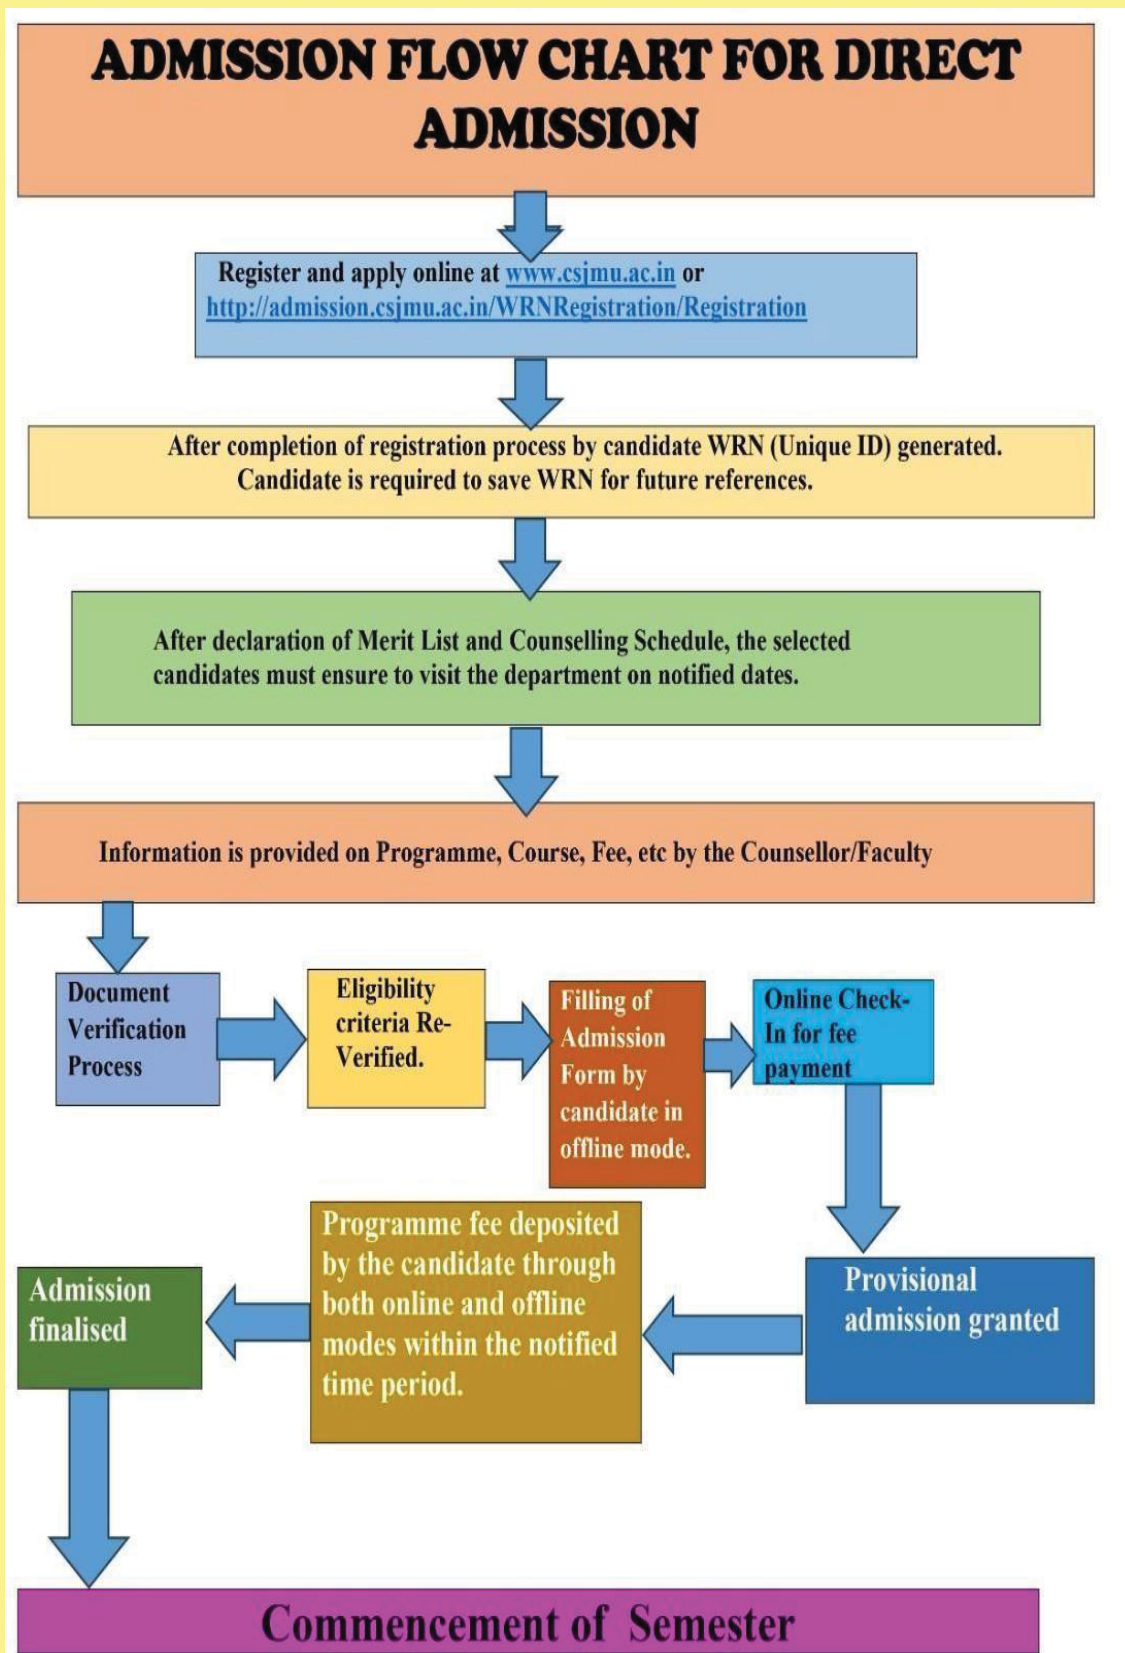 ADMISSION FLOW CHART FOR DIRECT
ADMISSION
Register and apply online at www.csjmu.ac.in or
http://admission.csjmu.ac.in/WRNRegistration/Registration
After completion of registration process by candidate WRN (Unique ID) generated.
Candidate is required to save WRN for future references.
After declaration of Merit List and Counselling Schedule, the selected
candidates must ensure to visit the department on notified dates.
Information is provided on Programme, Course, Fee, etc by the Counsellor/Faculty
Document
Verification
Process
Eligibility
criteria Re-
Verified.
Filling of
Admission
Form by
candidate in
offline mode.
Online Check-
In for fee
payment
Provisional
admission granted
Programme fee deposited
by the candidate through
both online and offline
modes within the notified
time period.
Admission
finalised
Commencement of Semester